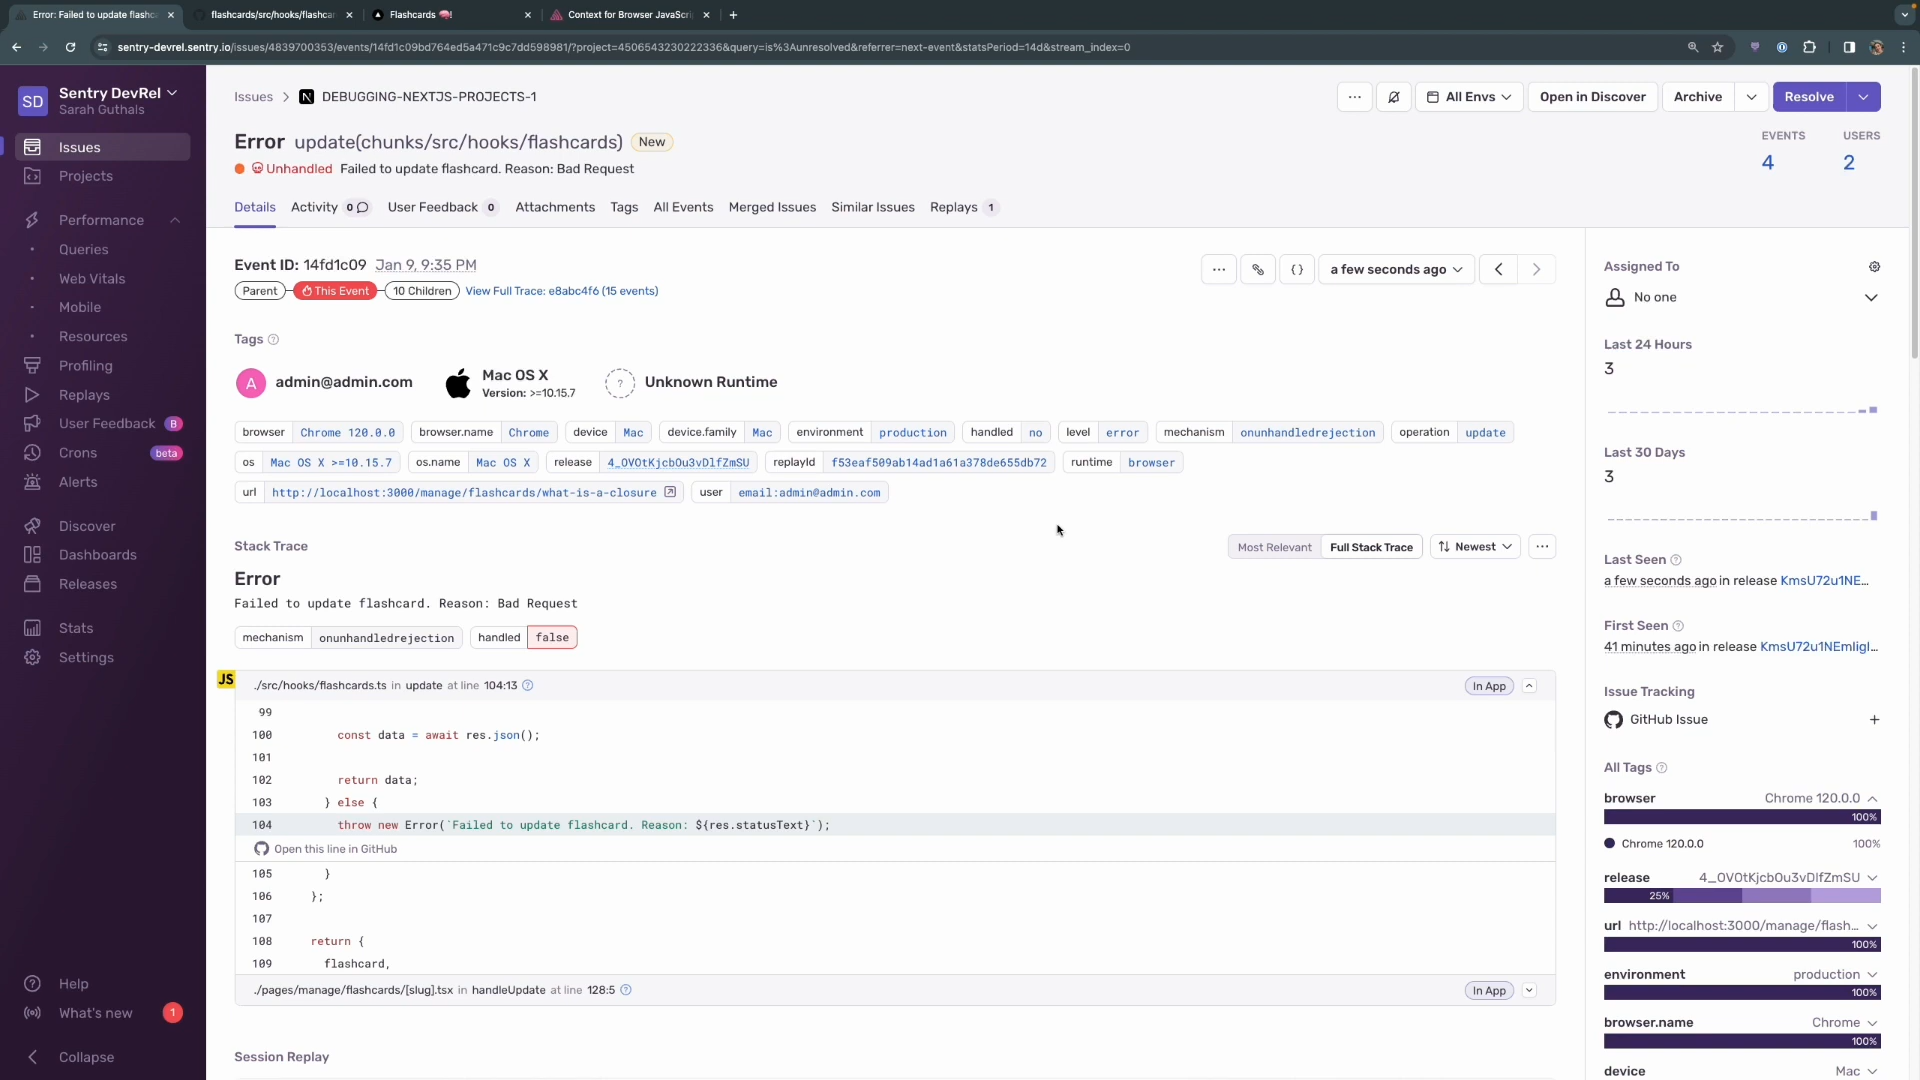 Error: Failed to update flashc
flashcards/src/hooks/flashcar
Flashcards
Context for Browser JavaScri
sentry-devrel.sentry.io/issues/4839700353/events/14fd1c09bd764ed5a471c9c7dd598981/?project=4506543230222336&query=is%3Aunresolved&referrer=next-event&statsPeriod=14d&stream_index=0
SD
Sentry DevRel
Sarah Guthals
Issues
Projects
Performance
Queries
Web Vitals
Mobile
Resources
Profiling
Replays
User Feedback B
Crons beta
Alerts
Discover
Dashboards
Releases
Stats
Settings
Help
What's new 1
Collapse
Issues > N DEBUGGING-NEXTJS-PROJECTS-1
All Envs
Open in Discover
Archive
Resolve
Error update(chunks/src/hooks/flashcards) New
Unhandled Failed to update flashcard. Reason: Bad Request
EVENTS USERS
4 2
Details Activity 0 User Feedback 0 Attachments Tags All Events Merged Issues Similar Issues Replays 1
Event ID: 14fd1c09 Jan 9, 9:35 PM
a few seconds ago
Parent This Event 10 Children View Full Trace: e8abc4f6 (15 events)
Tags ?
A admin@admin.com
Mac OS X
Version: >=10.15.7
? Unknown Runtime
browser Chrome 120.0.0 browser.name Chrome device Mac device.family Mac environment production handled no level error mechanism onunhandledrejection operation update
os Mac OS X >=10.15.7 os.name Mac OS X release 4_OVOtKjcbOu3vDlfZmSU replayId f53eaf509ab14ad1a61a378de655db72 runtime browser
url http://localhost:3000/manage/flashcards/what-is-a-closure user email:admin@admin.com
Stack Trace
Most Relevant Full Stack Trace Newest
Error
Failed to update flashcard. Reason: Bad Request
mechanism onunhandledrejection handled false
JS
./src/hooks/flashcards.ts in update at line 104:13 ? In App
99
100 const data = await res.json();
101
102 return data;
103 } else {
104 throw new Error(`Failed to update flashcard. Reason: ${res.statusText}`);
Open this line in GitHub
105 }
106 };
107
108 return {
109 flashcard,
./pages/manage/flashcards/[slug].tsx in handleUpdate at line 128:5 ? In App
Session Replay
Assigned To
No one
Last 24 Hours
3
Last 30 Days
3
Last Seen ?
a few seconds ago in release KmsU72u1NE...
First Seen ?
41 minutes ago in release KmsU72u1NEmligl...
Issue Tracking
GitHub Issue +
All Tags ?
browser Chrome 120.0.0
100%
Chrome 120.0.0 100%
release 4_OVOtKjcbOu3vDlfZmSU
25%
url http://localhost:3000/manage/flash...
100%
environment production
100%
browser.name Chrome
100%
device Mac